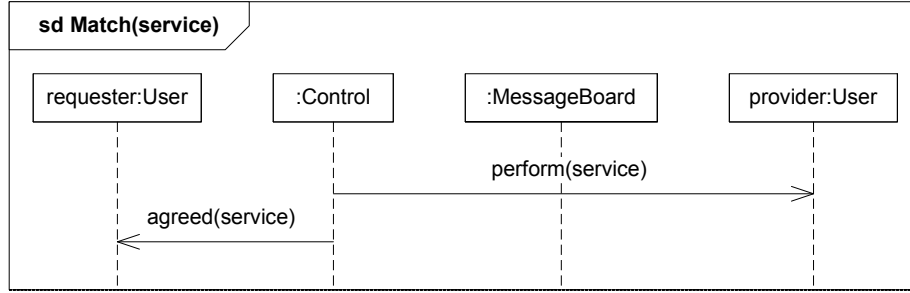 sd Match(service)
requester:User
:Control
:MessageBoard
provider:User
perform(service)
agreed(service)